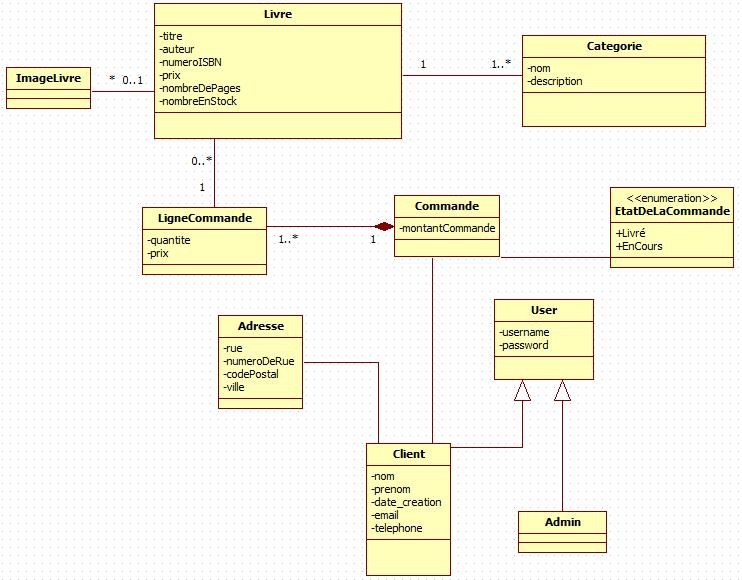 Livre
-titre
-auteur
-numeroISBN
-prix
-nombreDePages
-nombreEnStock
Categorie
-nom
-description
1
1..*
ImageLivre
*
0..1
0..*
1
LigneCommande
-quantite
-prix
1..*
1
Commande
-montantCommande
<<enumeration>>
EtatDeLaCommande
+Livré
+EnCours
User
-username
-password
Adresse
-rue
-numeroDeRue
-codePostal
-ville
Client
-nom
-prenom
-date_creation
-email
-telephone
Admin